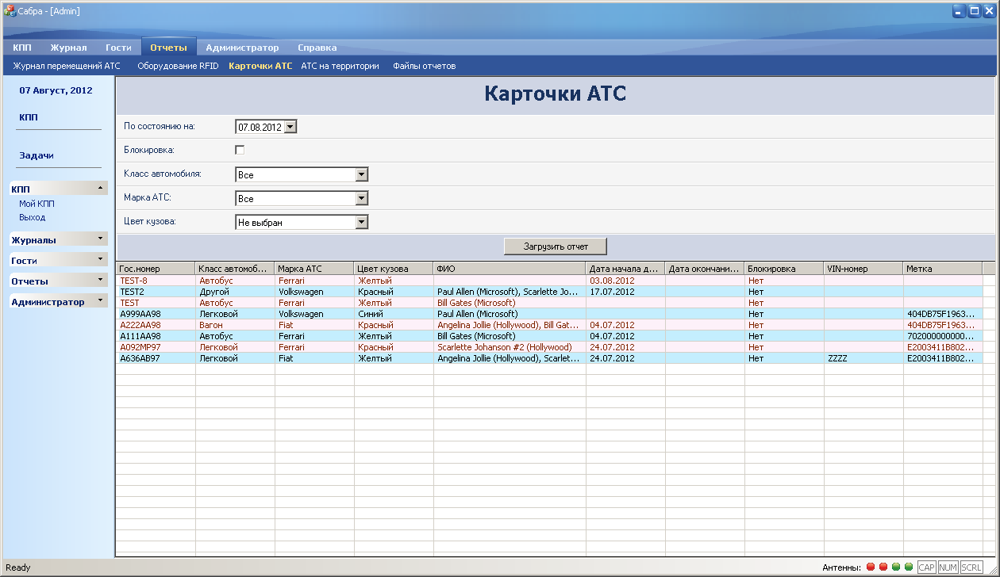 Сабра - [Admin]
КПП Журнал Гости Отчеты Администратор Справка
Журнал перемещений АТС Оборудование RFID Карточки АТС АТС на территории Файлы отчетов
07 Август, 2012
КПП
Задачи
КПП
Мой КПП
Выход
Журналы
Гости
Отчеты
Администратор
Карточки АТС
По состоянию на: 07.08.2012
Блокировка:
Класс автомобиля: Все
Марка АТС: Все
Цвет кузова: Не выбран
Загрузить отчет
Гос.номер Класс автомоб... Марка АТС Цвет кузова ФИО Дата начала д... Дата окончани... Блокировка VIN-номер Метка
TEST-8 Автобус Ferrari Желтый 03.08.2012 Нет
TEST2 Другой Volkswagen Красный Paul Allen (Microsoft), Scarlette Jo... 17.07.2012 Нет
TEST Автобус Ferrari Желтый Bill Gates (Microsoft) Нет
A999AA98 Легковой Volkswagen Синий Paul Allen (Microsoft) Нет 404DB75F1963...
A222AA98 Вагон Fiat Красный Angelina Jollie (Hollywood), Bill Gat... 04.07.2012 Нет 404DB75F1963...
A111AA98 Автобус Ferrari Желтый Bill Gates (Microsoft) 04.07.2012 Нет 702000000000...
A092MP97 Легковой Ferrari Красный Scarlette Johanson #2 (Hollywood) 24.07.2012 Нет E2003411B802...
A636AB97 Легковой Fiat Желтый Angelina Jollie (Hollywood), Scarlet... 24.07.2012 Нет ZZZZ E2003411B802...
Ready Антенны: CAP NUM SCRL